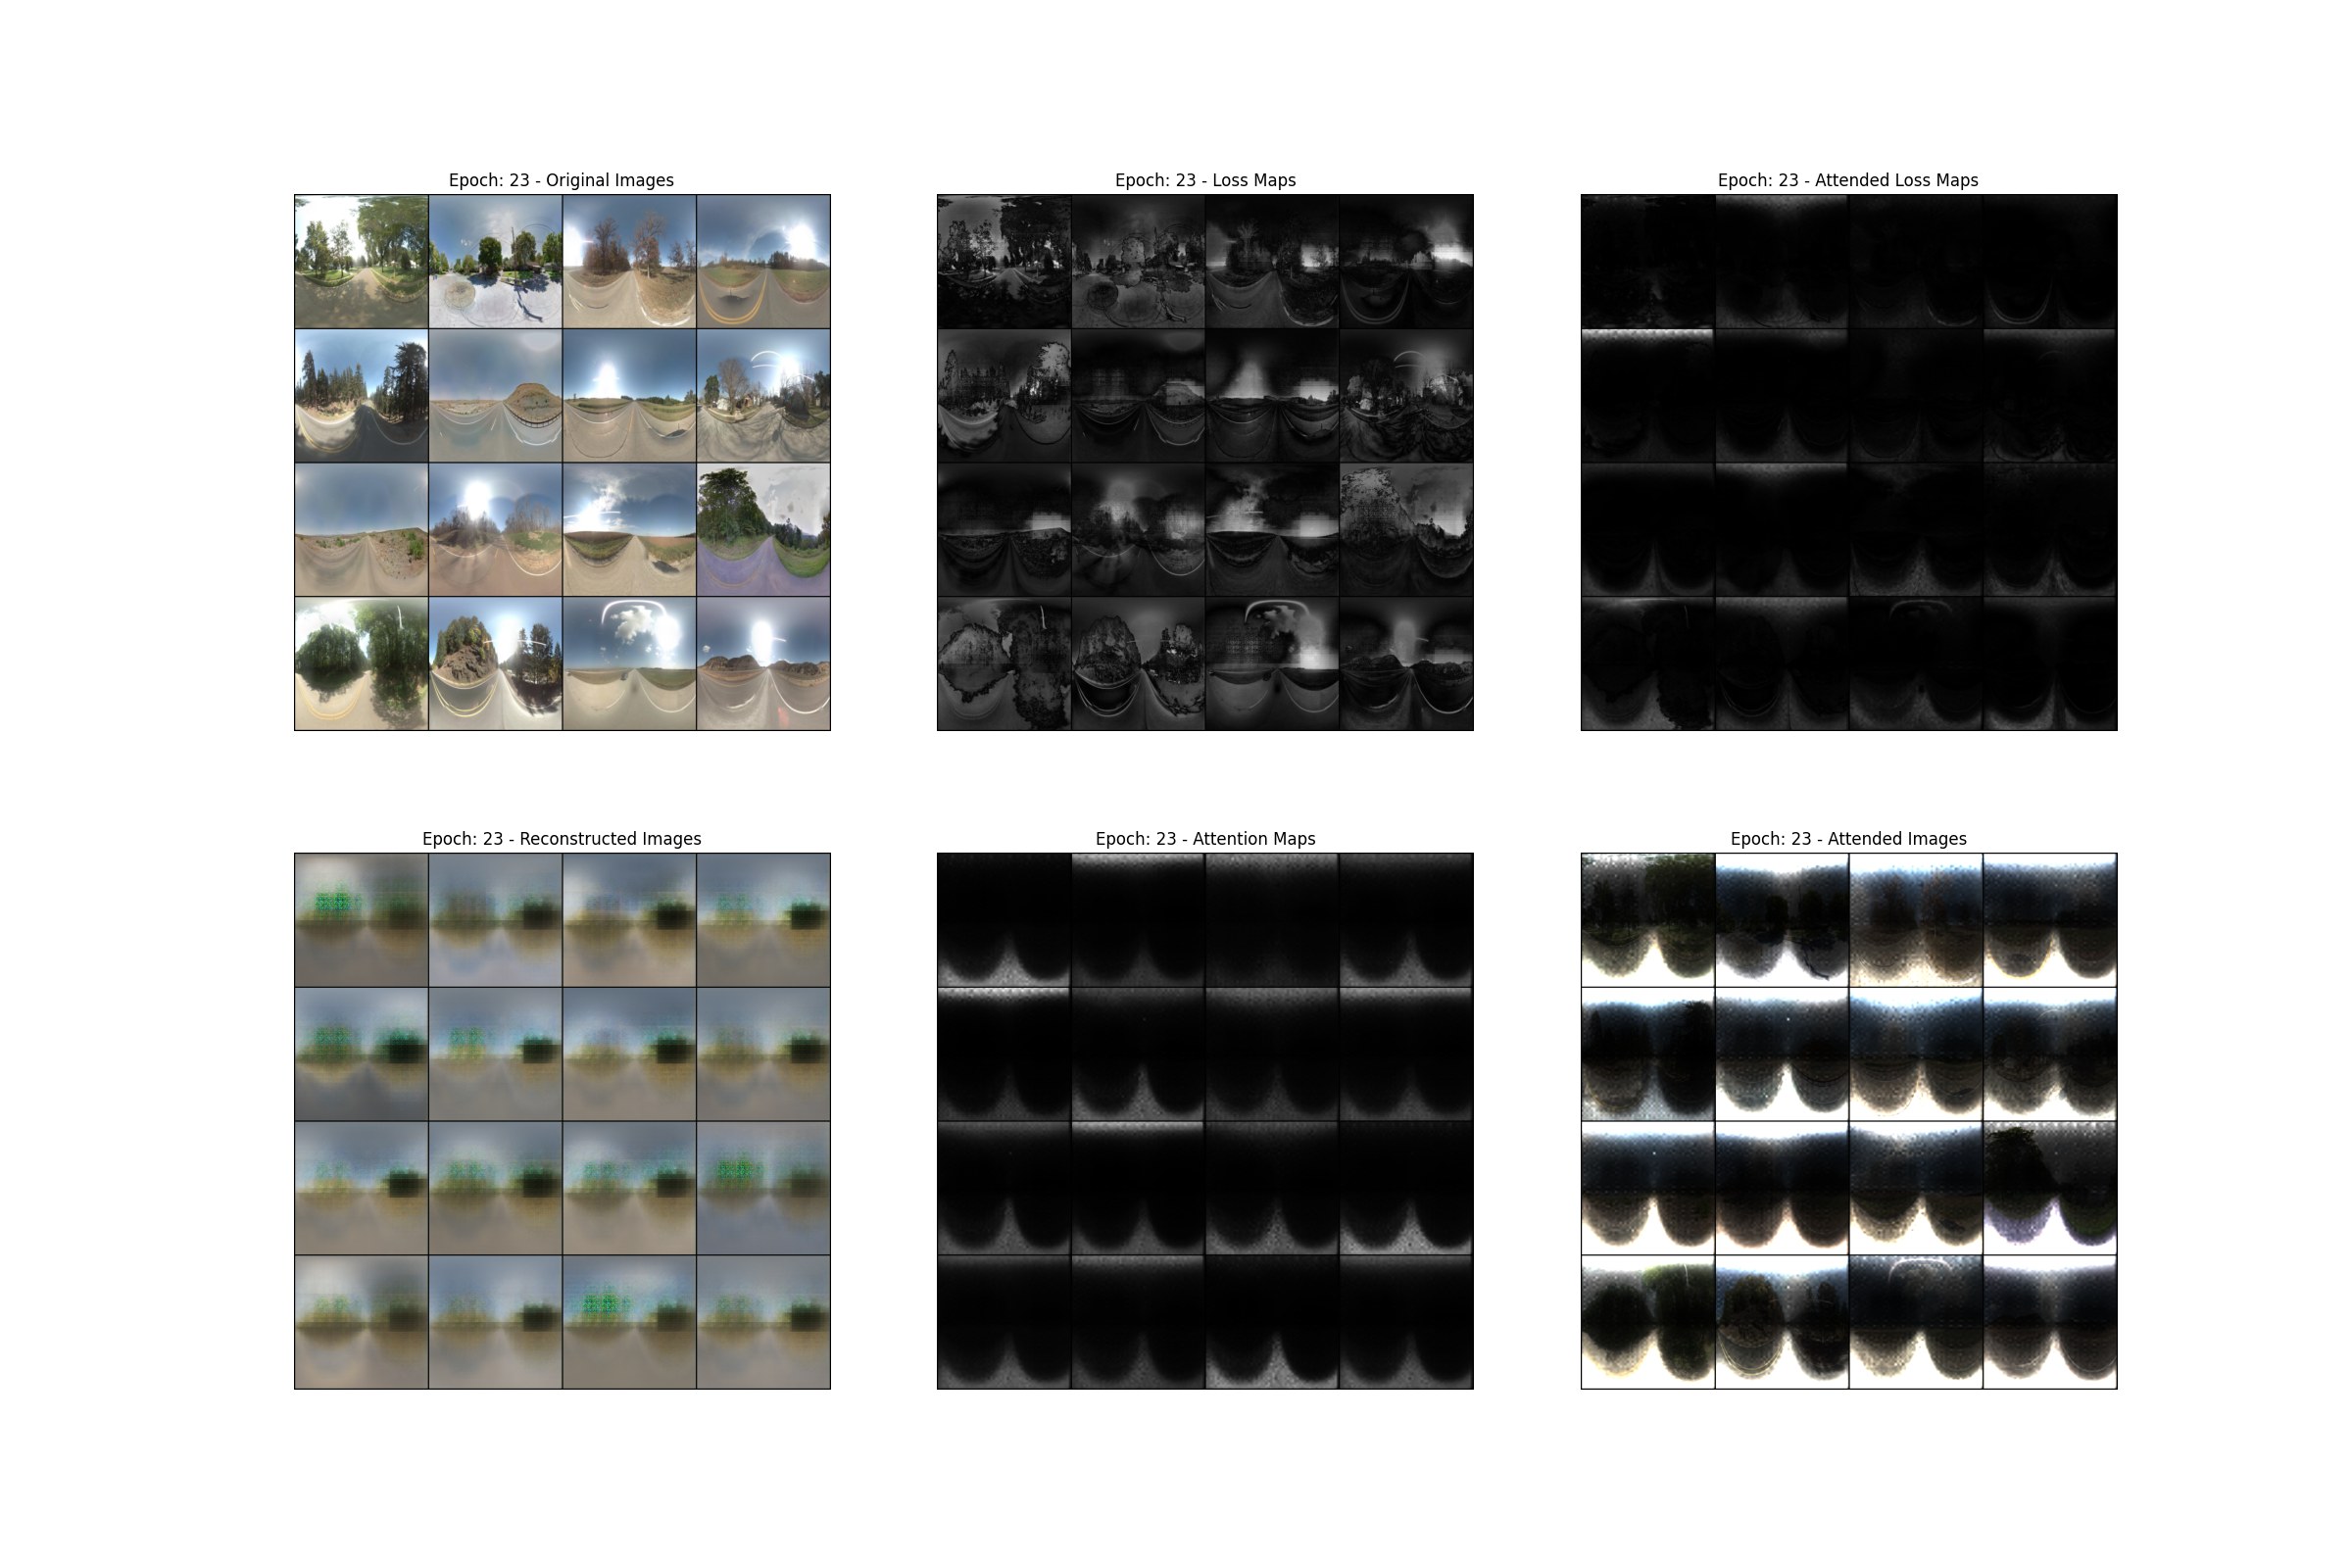 Epoch: 23 - Original Images
Epoch: 23 - Loss Maps
Epoch: 23 - Attended Loss Maps
Epoch: 23 - Reconstructed Images
Epoch: 23 - Attention Maps
Epoch: 23 - Attended Images